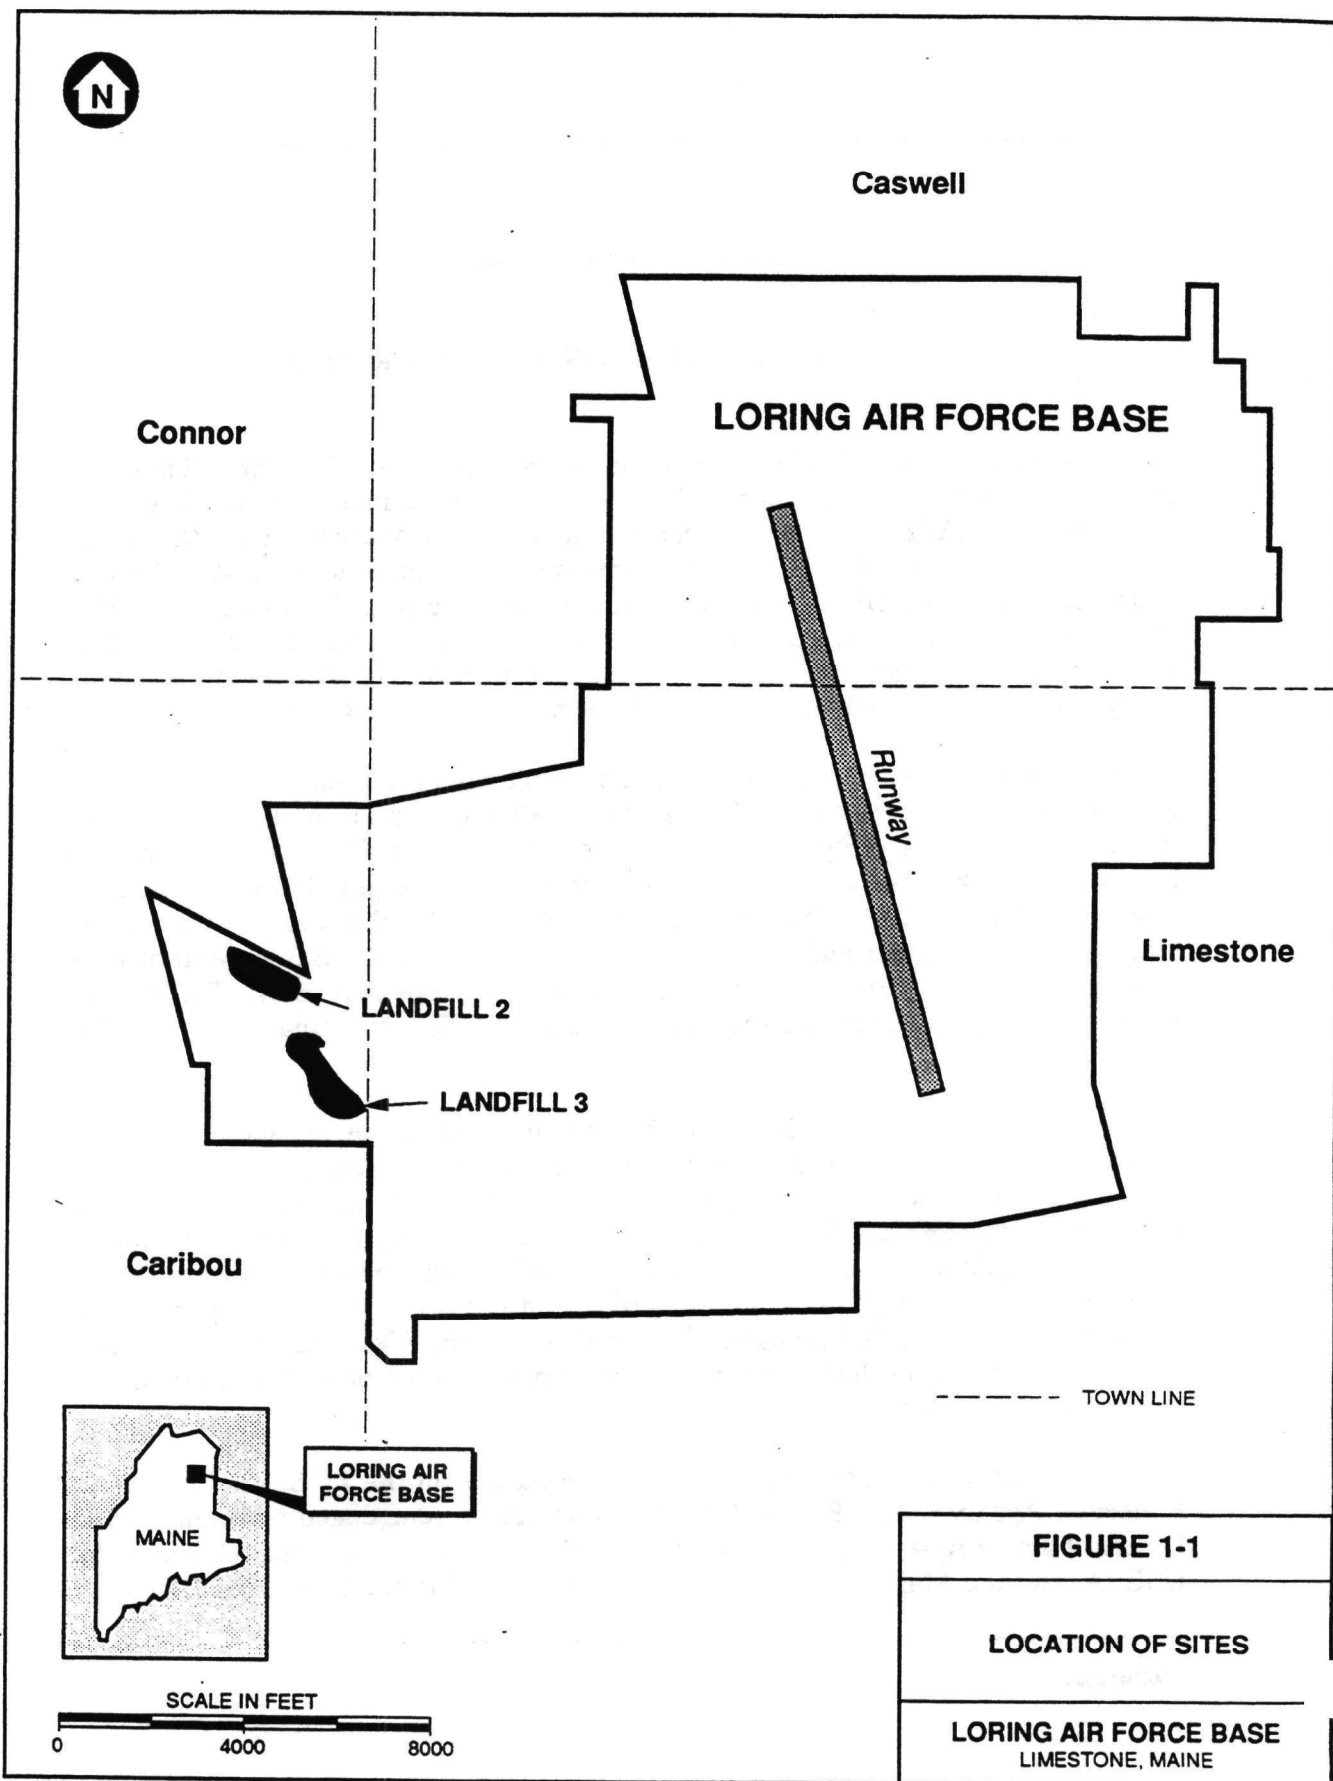 N
Caswell
LORING AIR FORCE BASE
Connor
Runway
Limestone
LANDFILL 2
LANDFILL 3
Caribou
TOWN LINE
LORING AIR
FORCE BASE
MAINE
SCALE IN FEET
0 4000 8000
FIGURE 1-1
LOCATION OF SITES
LORING AIR FORCE BASE
LIMESTONE, MAINE